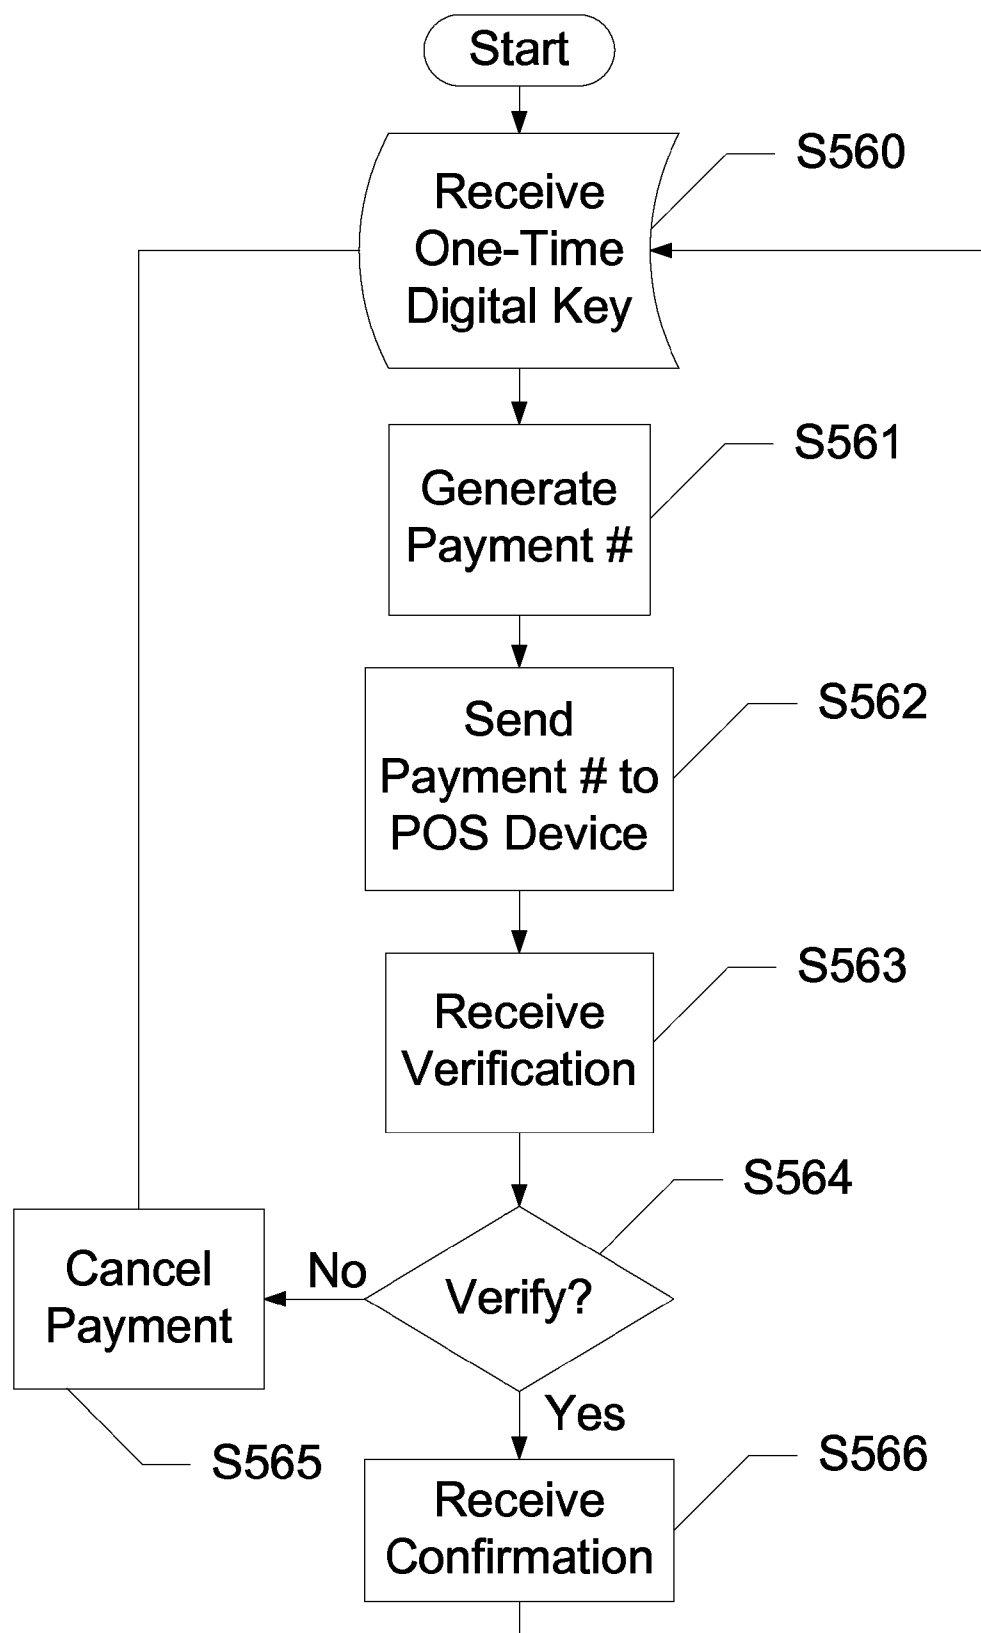 Start
S560
Receive
One-Time
Digital Key
S561
Generate
Payment #
S562
Send
Payment # to
POS Device
S563
Receive
Verification
S564
Verify?
No
Cancel
Payment
S565
Yes
S566
Receive
Confirmation